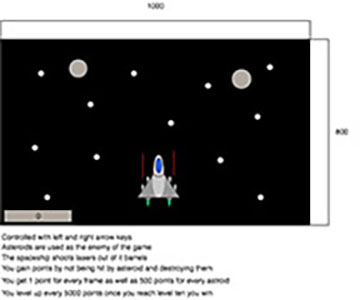 1000
800
0
Controlled with left and right arrow keys
Asteroids are used as the enemy of the game
The spaceship shoots lasers out of it barrels
You gain points by not being hit by asteroid and destroying them
You get 1 point for every frame as well as 500 points for every asteroid
You level up every 5000 points once you reach level ten you win